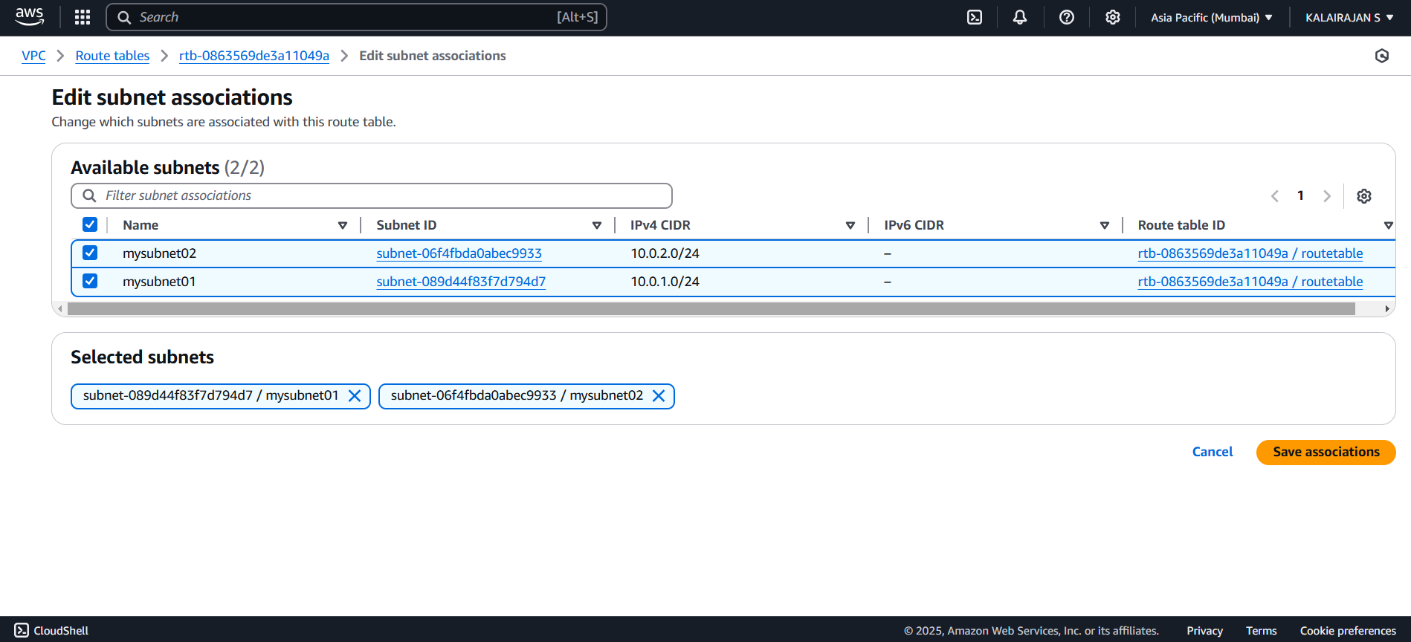 aws Search [Alt+S] Asia Pacific (Mumbai) KALAIRAJAN S
VPC Route tables rtb-0863569de3a11049a Edit subnet associations
Edit subnet associations
Change which subnets are associated with this route table.
Available subnets (2/2)
Filter subnet associations 1
Name Subnet ID IPv4 CIDR IPv6 CIDR Route table ID
mysubnet02 subnet-06f4fbda0abec9933 10.0.2.0/24 – rtb-0863569de3a11049a / routetable
mysubnet01 subnet-089d44f83f7d794d7 10.0.1.0/24 – rtb-0863569de3a11049a / routetable
Selected subnets
subnet-089d44f83f7d794d7 / mysubnet01 subnet-06f4fbda0abec9933 / mysubnet02
Cancel Save associations
CloudShell © 2025, Amazon Web Services, Inc. or its affiliates. Privacy Terms Cookie preferences